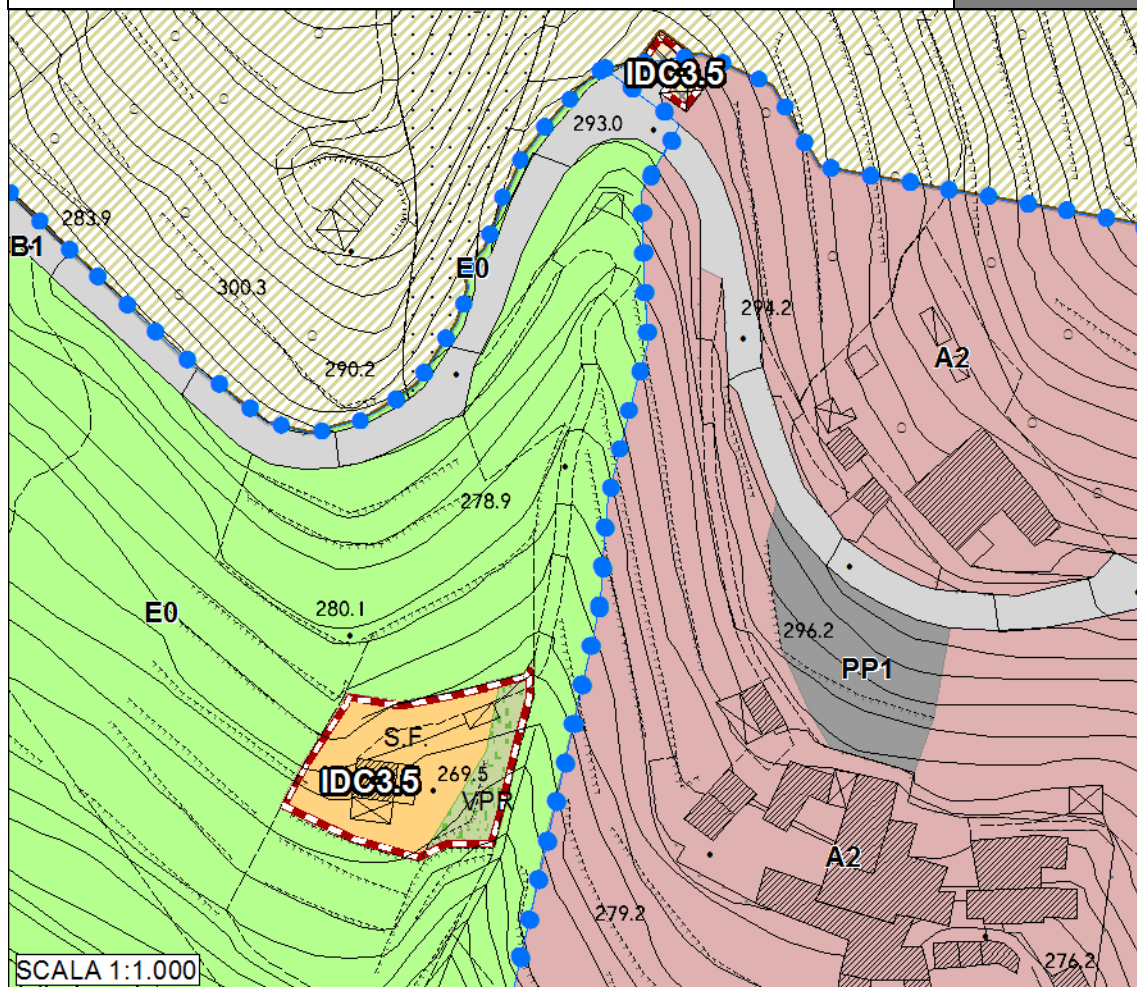 IDC3.5
293.0
283.9
B1
E0
300.3
294.2
290.2
A2
278.9
E0
280.1
296.2
PP1
S.F.
IDC3.5
269.5
VPR
A2
279.2
276.2
SCALA 1:1.000